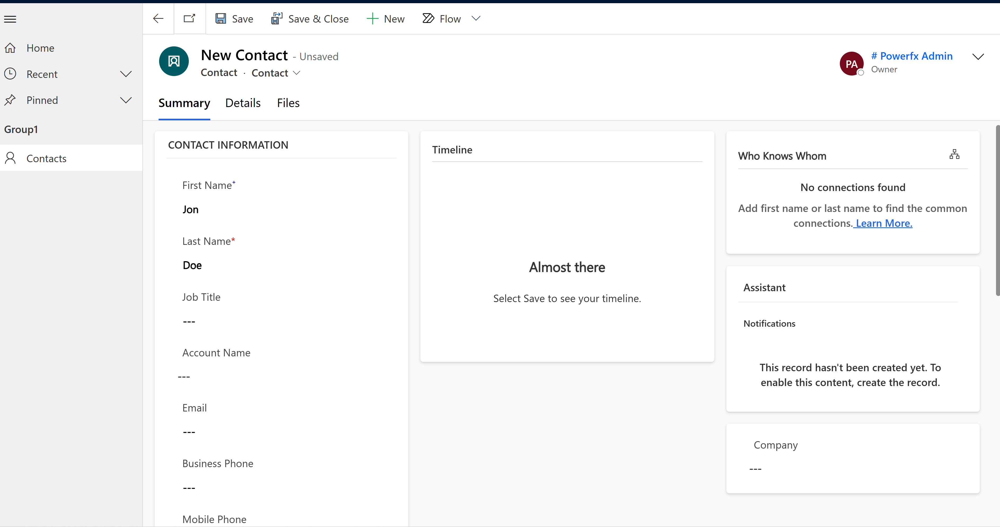 Save
Save & Close
New
Flow
Home
Recent
Pinned
Group1
Contacts
New Contact - Unsaved
Contact · Contact
PA
# Powerfx Admin
Owner
Summary
Details
Files
CONTACT INFORMATION
First Name+
Jon
Last Name*
Doe
Job Title
---
Account Name
---
Email
---
Business Phone
---
Mobile Phone
Timeline
Almost there
Select Save to see your timeline.
Who Knows Whom
No connections found
Add first name or last name to find the common
connections. Learn More.
Assistant
Notifications
This record hasn't been created yet. To
enable this content, create the record.
Company
---